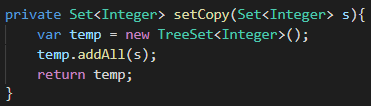 private Set<Integer> setCopy(Set<Integer> s){
    var temp = new TreeSet<Integer>();
    temp.addAll(s);
    return temp;
}